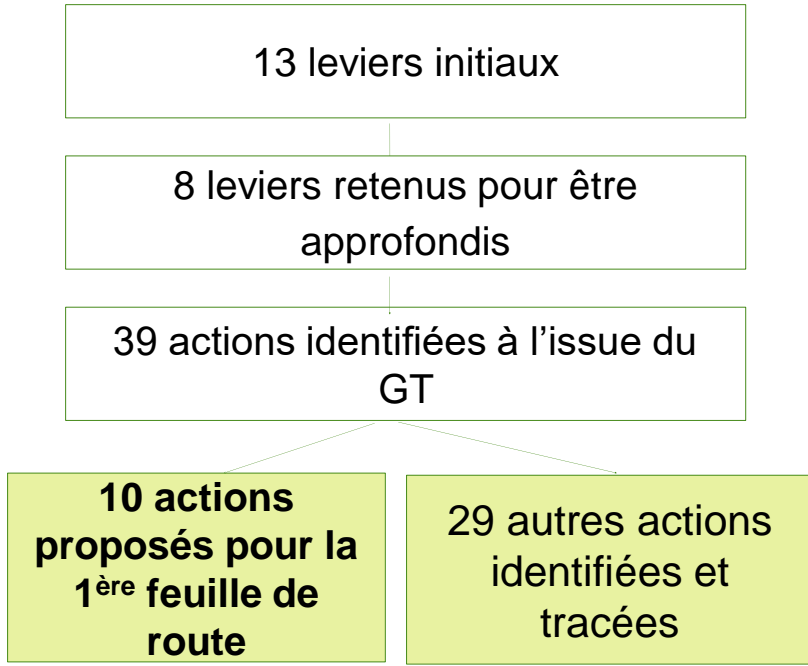 13 leviers initiaux
8 leviers retenus pour être
approfondis
39 actions identifiées à l’issue du
GT
10 actions
proposés pour la
1ère feuille de
route
29 autres actions
identifiées et
tracées